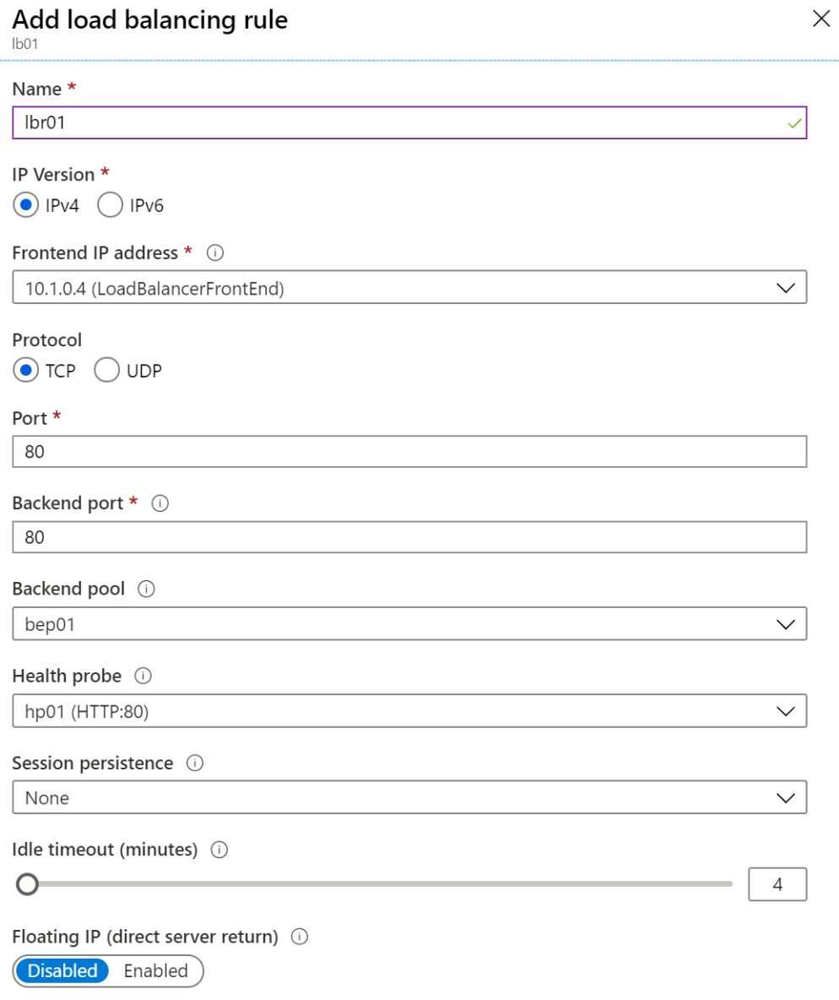 Add load balancing rule
lb01
Name *
lbr01
IP Version *
IPv4 IPv6
Frontend IP address *
10.1.0.4 (LoadBalancerFrontEnd)
Protocol
TCP UDP
Port *
80
Backend port *
80
Backend pool
bep01
Health probe
hp01 (HTTP:80)
Session persistence
None
Idle timeout (minutes)
4
Floating IP (direct server return)
Disabled Enabled